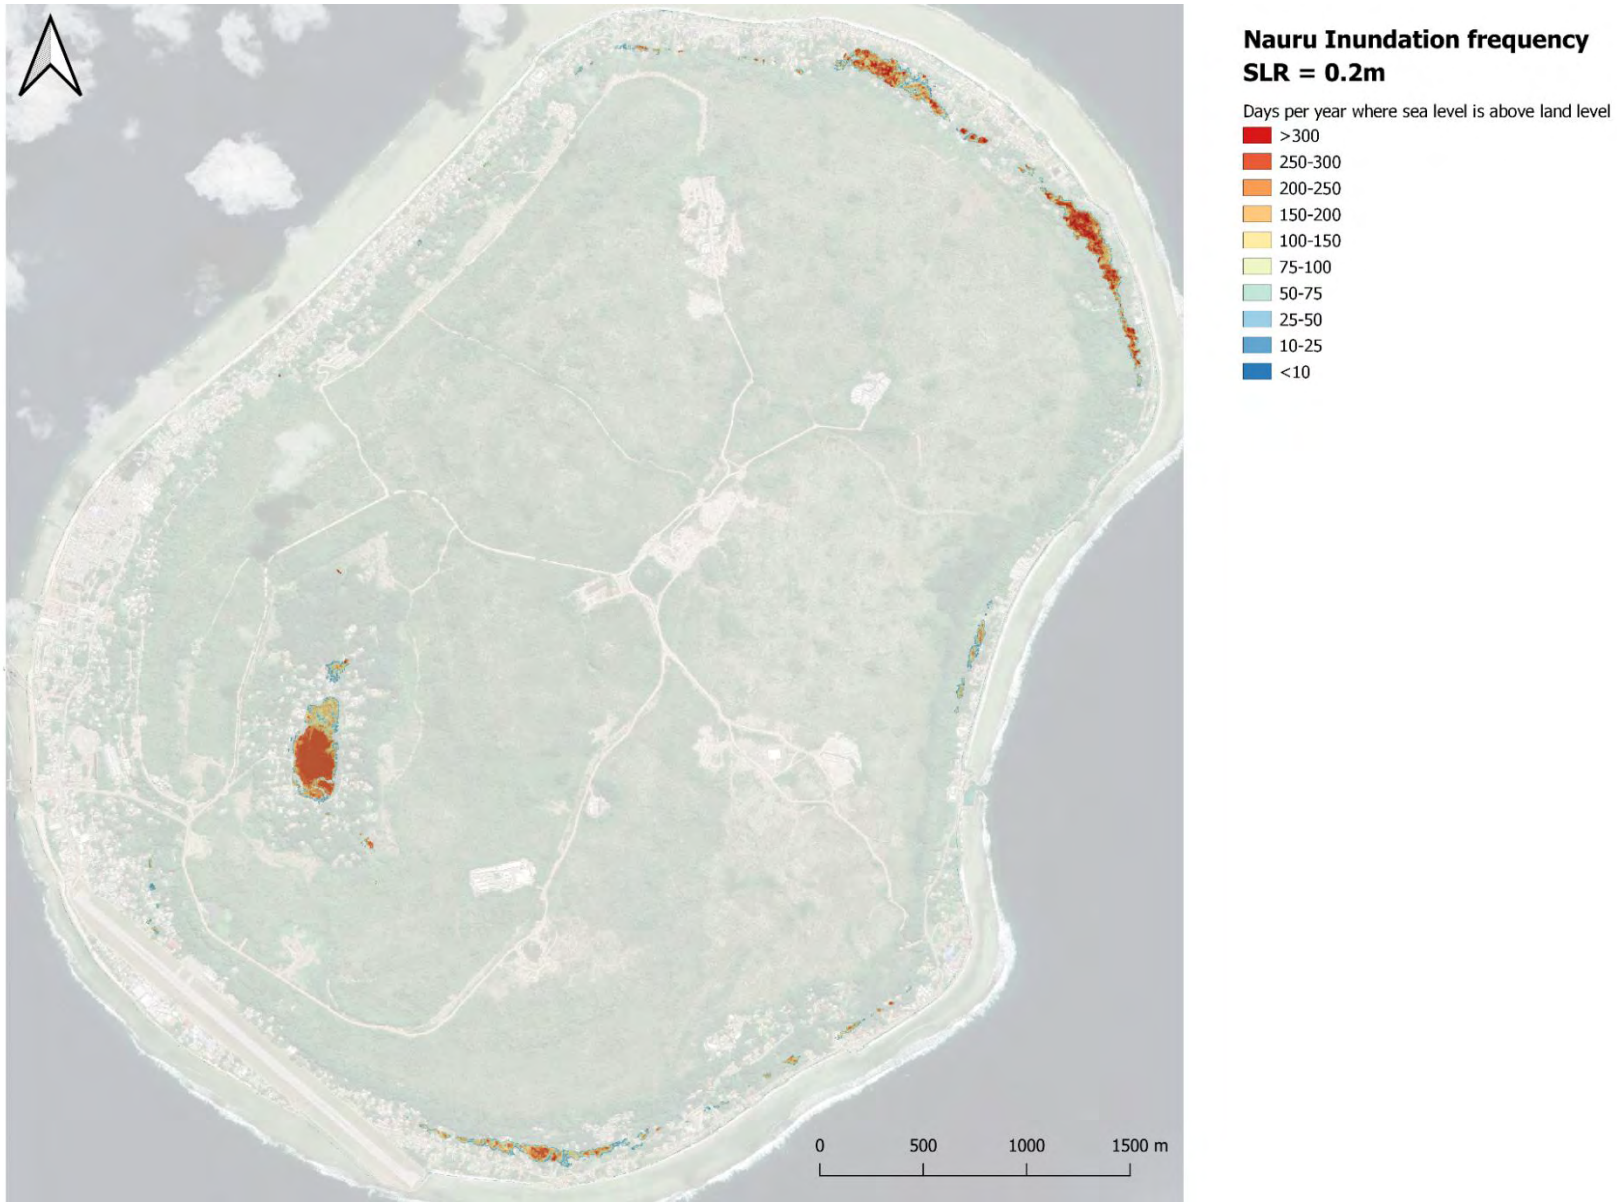 Nauru Inundation frequency
SLR = 0.2m
Days per year where sea level is above land level
>300
250-300
200-250
150-200
100-150
75-100
50-75
25-50
10-25
<10
0 500 1000 1500 m